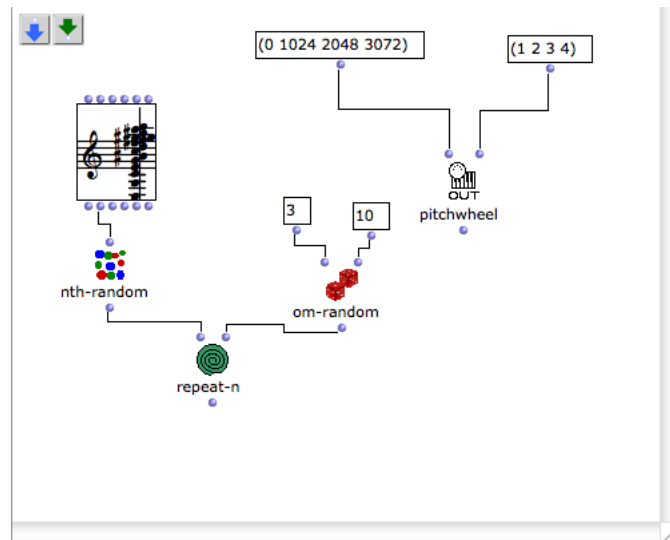 (0 1024 2048 3072)
(1 2 3 4)
OUT
pitchwheel
3
10
nth-random
om-random
repeat-n